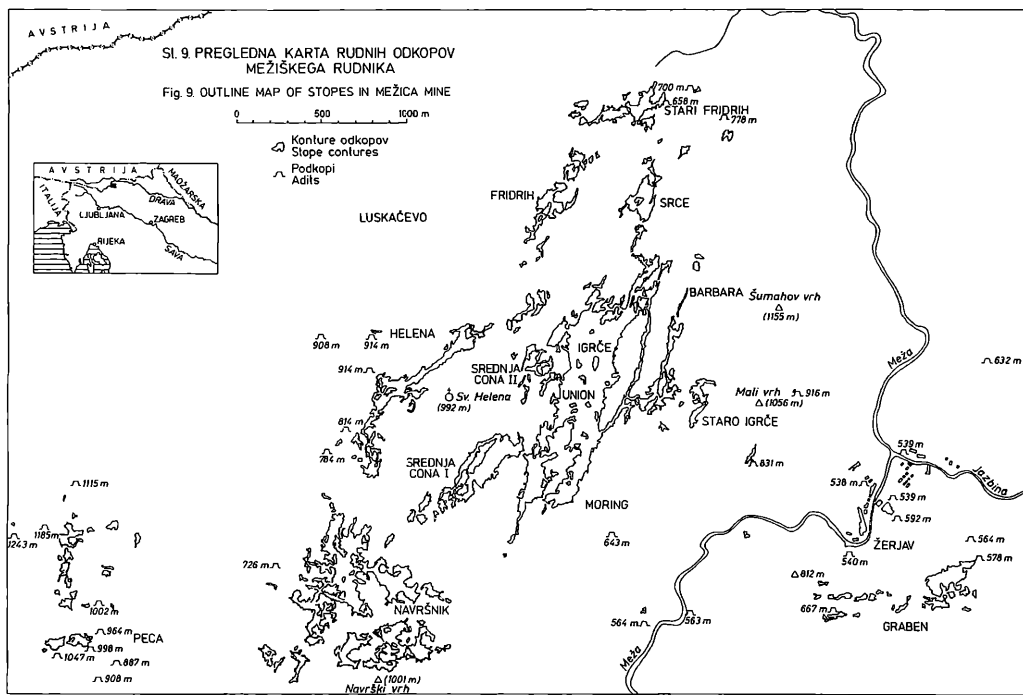 AVSTRIJA
Sl. 9. PREGLEDNA KARTA RUDNIH ODKOPOV
MEŽIŠKEGA RUDNIKA
Fig. 9. OUTLINE MAP OF STOPES IN MEŽICA MINE
0 500 1000 m
Konture odkopov
Stope contures
Podkopi
Adits
AVSTRIJA
MADŽARSKA
ITALIJA
DRAVA
LJUBLJANA
ZAGREB
RIJEKA
SAVA
700 m
658 m
STARI FRIDRIH
778 m
FRIDRIH
SRCE
LUSKAČEVO
BARBARA
Šumahov vrh
(1155 m)
HELENA
908 m
914 m
IGRČE
Meža
632 m
914 m
SREDNJA
CONA II
Sv. Helena
(992 m)
UNION
Mali vrh
916 m
(1056 m)
STARO IGRČE
814 m
784 m
SREDNJA
CONA I
831 m
539 m
Jazbina
1115 m
538 m
539 m
MORING
592 m
1185 m
1243 m
643 m
ŽERJAV
564 m
540 m
578 m
726 m
812 m
1002 m
NAVRŠNIK
667 m
564 m
563 m
GRABEN
964 m
PECA
998 m
1047 m
887 m
Meža
908 m
(1001 m)
Navrški vrh